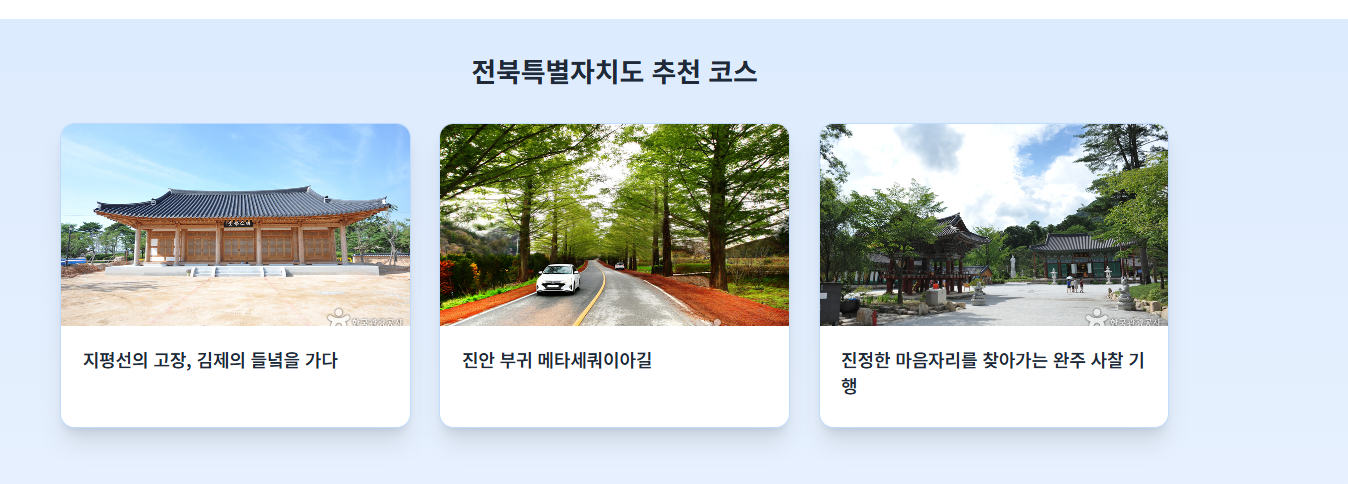 전북특별자치도 추천 코스
지평선의 고장, 김제의 들녘을 가다
진안 부귀 메타세쿼이아길
진정한 마음자리를 찾아가는 완주 사찰 기
행